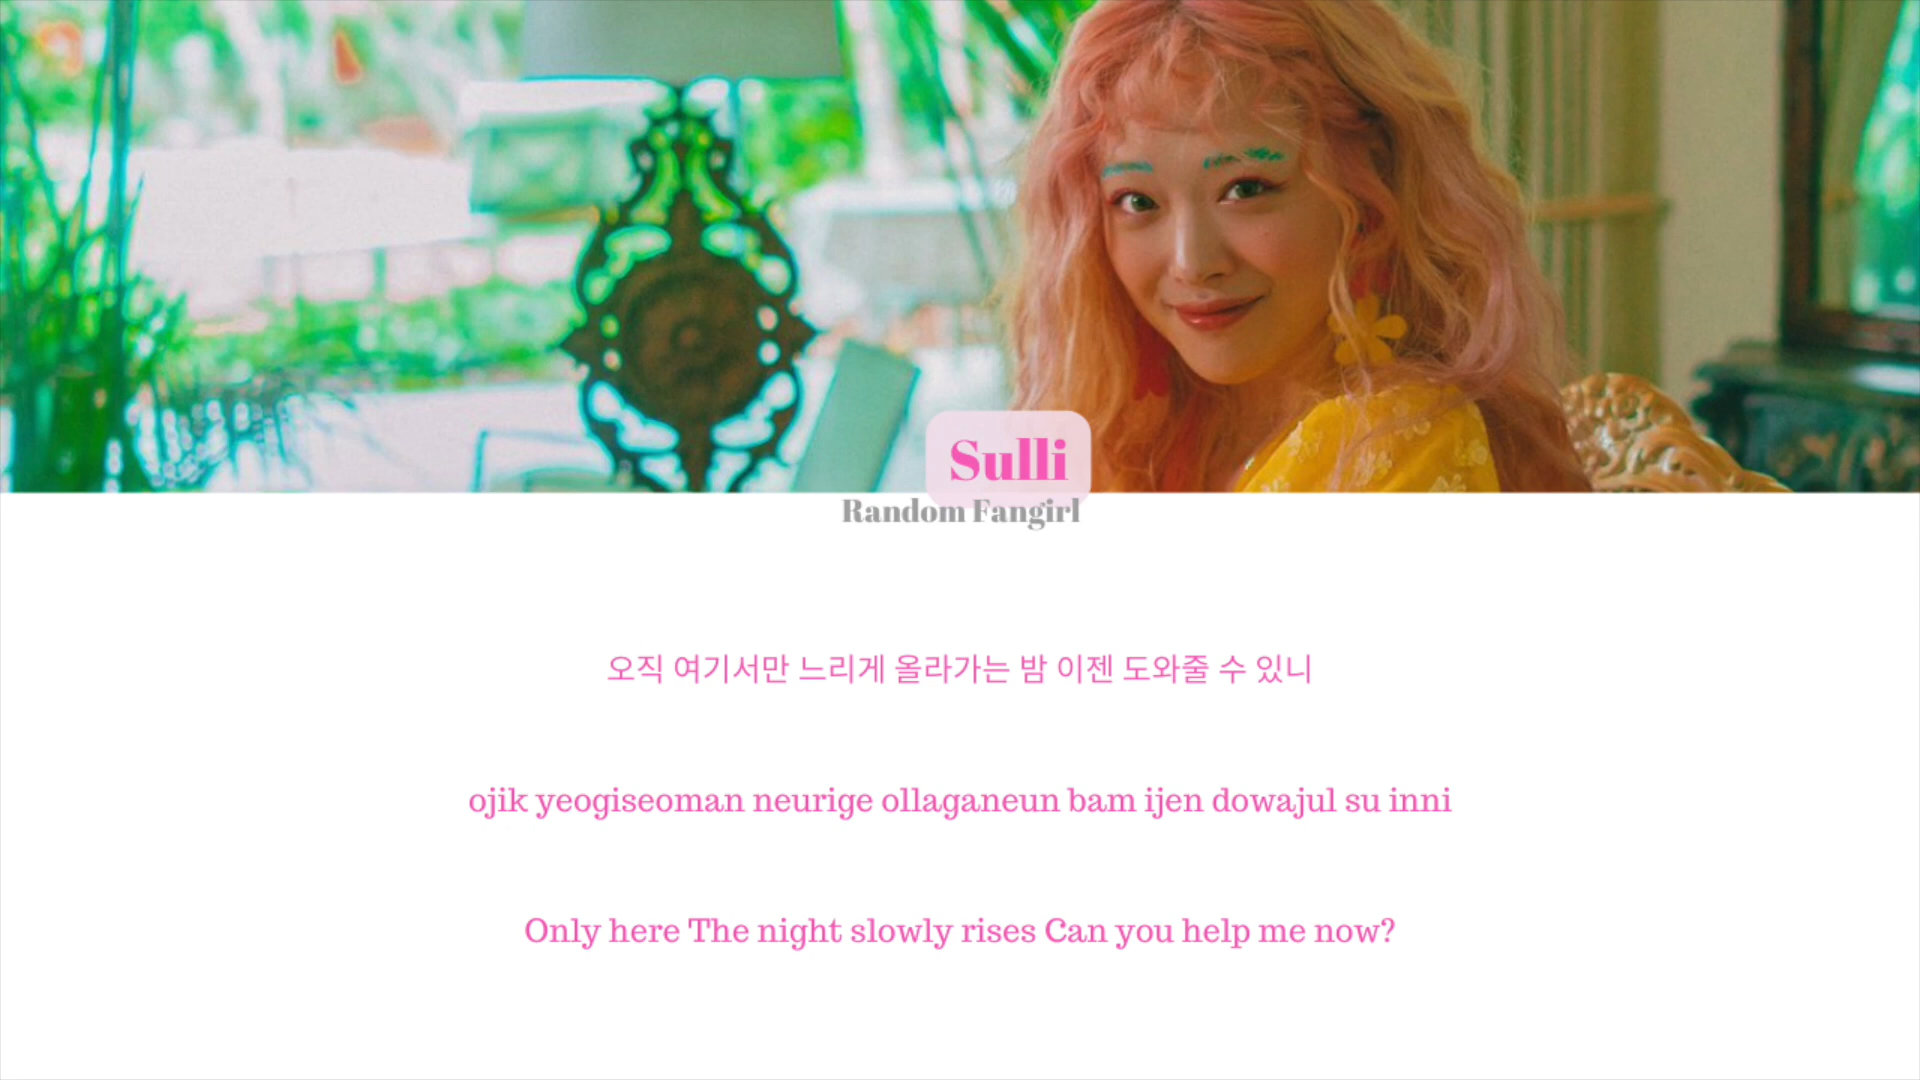 Sulli
Random Fangirl
오직 여기서만 느리게 올라가는 밤 이젠 도와줄 수 있니
ojik yeogiseoman neurige ollaganeun bam ijen dowajul su inni
Only here The night slowly rises Can you help me now?